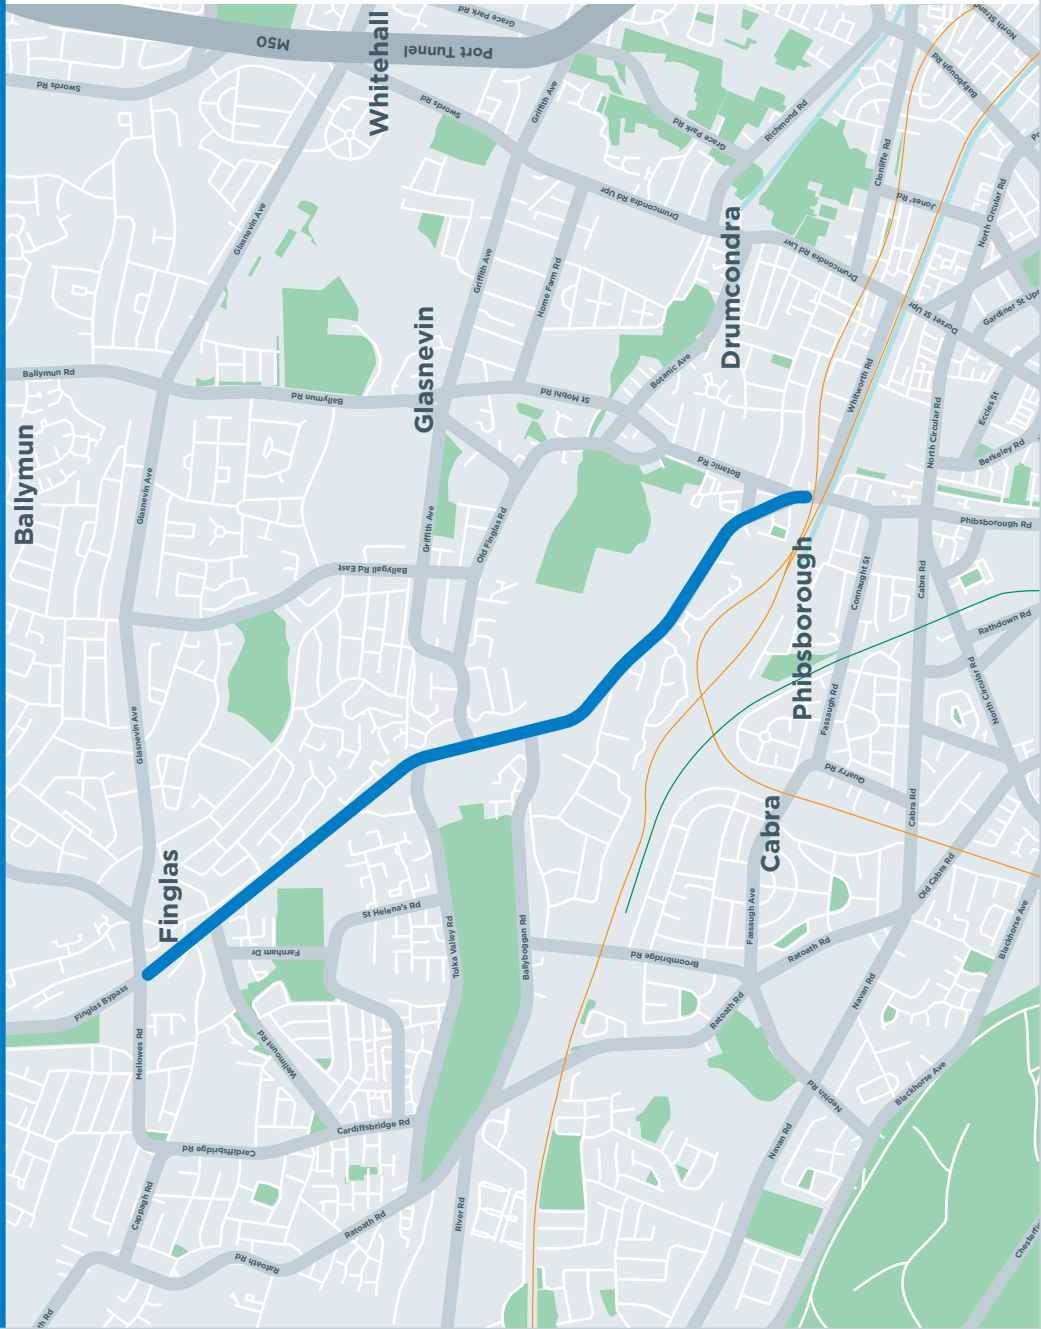 Grace Park Rd
North Strand Rd
M50
Port Tunnel
Whitehall
Swords Rd
Swords Rd
Griffith Ave
Ballybough Rd
Richmond Rd
Grace Park Rd
Clonliffe Rd
Jones' Rd
North Circular Rd
Drumcondra Rd Upr
Glasnevin Ave
Drumcondra
Drumcondra Rd Lwr
Griffith Ave
Home Farm Rd
Gardiner St Upr
Dorset St Upr
Glasnevin
Ballymun Rd
Ballymun Rd
St Mobhi Rd
Botanic Ave
Whitworth Rd
Eccles St
North Circular Rd
Berkeley Rd
Ballymun
Botanic Rd
Glasnevin Ave
Griffith Ave
Old Finglas Rd
Phibsborough Rd
Phibsborough
Ballygall Rd East
Connaught St
Cabra Rd
Rathdown Rd
North Circular Rd
Fassaugh Rd
Glasnevin Ave
Quarry Rd
Cabra
Cabra Rd
Finglas
Old Cabra Rd
St Helena's Rd
Farnham Dr
Tolka Valley Rd
Ballyboggan Rd
Fassaugh Ave
Broombridge Rd
Ratoath Rd
Blackhorse Ave
Finglas Bypass
Navan Rd
Ratoath Rd
Mellowes Rd
Wellmount Rd
Nephin Rd
Blackhorse Ave
Cardiffsbridge Rd
Cardiffsbridge Rd
Navan Rd
Cappagh Rd
Ratoath Rd
River Rd
Ratoath Rd